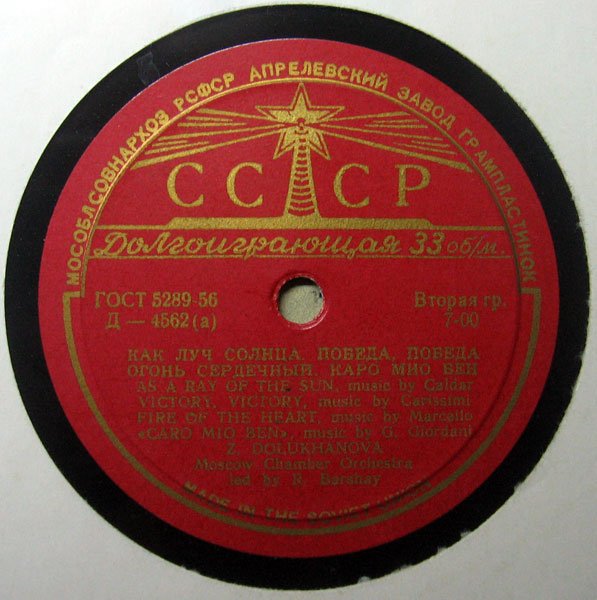 МОСОБЛСОВНАРХОЗ РСФСР АПРЕЛЕВСКИЙ ЗАВОД ГРАМПЛАСТИНОК
СССР
Долгоиграющая 33 об/м.
ГОСТ 5289-56
Д — 4562 (а)
Вторая гр.
7-00
КАК ЛУЧ СОЛНЦА, ПОБЕДА, ПОБЕДА
ОГОНЬ СЕРДЕЧНЫЙ, КАРО МИО БЕН
AS A RAY OF THE SUN, music by Caldar
VICTORY, VICTORY, music by Carissimi
FIRE OF THE HEART, music by Marcello
«CARO MIO BEN», music by G. Giordani
Z. DOLUKHANOVA
Moscow Chamber Orchestra
led by R. Barshay
MADE IN THE SOVIET UNION